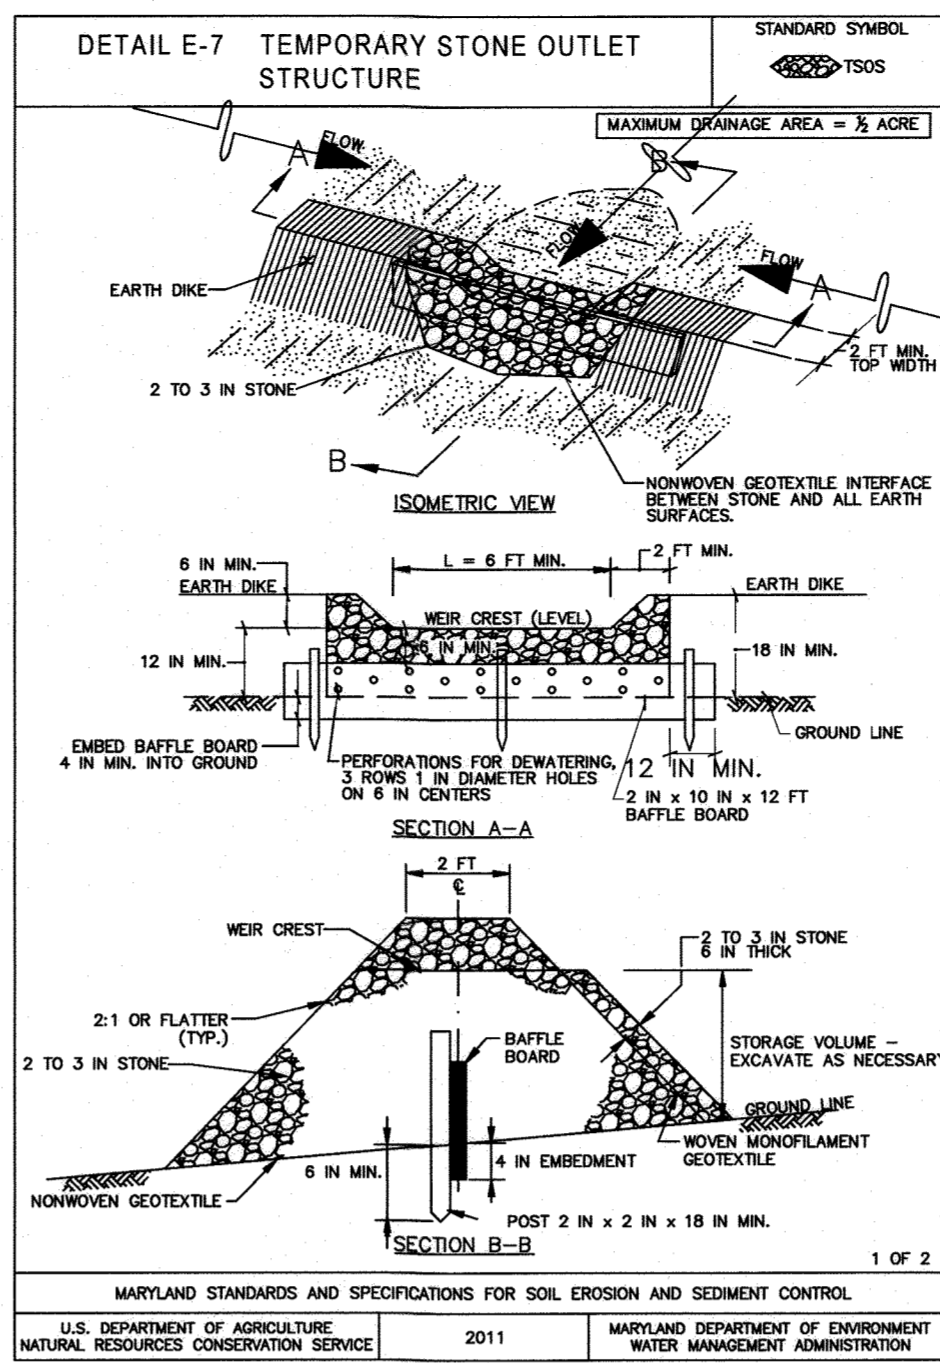 DETAIL E-7 TEMPORARY STONE OUTLET
STRUCTURE
STANDARD SYMBOL
TSOS
MAXIMUM DRAINAGE AREA = ½ ACRE
FLOW
A
B
FLOW
FLOW
A
EARTH DIKE
2 FT MIN.
TOP WIDTH
2 TO 3 IN STONE
B
NONWOVEN GEOTEXTILE INTERFACE
BETWEEN STONE AND ALL EARTH
SURFACES.
ISOMETRIC VIEW
6 IN MIN.
EARTH DIKE
L = 6 FT MIN.
2 FT MIN.
EARTH DIKE
WEIR CREST (LEVEL)
6 IN MIN.
12 IN MIN.
18 IN MIN.
GROUND LINE
EMBED BAFFLE BOARD
4 IN MIN. INTO GROUND
PERFORATIONS FOR DEWATERING,
3 ROWS 1 IN DIAMETER HOLES
ON 6 IN CENTERS
12 IN MIN.
2 IN x 10 IN x 12 FT
BAFFLE BOARD
SECTION A-A
2 FT
℄
WEIR CREST
2 TO 3 IN STONE
6 IN THICK
2:1 OR FLATTER
(TYP.)
BAFFLE
BOARD
STORAGE VOLUME –
EXCAVATE AS NECESSARY
2 TO 3 IN STONE
GROUND LINE
WOVEN MONOFILAMENT
GEOTEXTILE
6 IN MIN.
4 IN EMBEDMENT
NONWOVEN GEOTEXTILE
POST 2 IN x 2 IN x 18 IN MIN.
SECTION B-B
1 OF 2
MARYLAND STANDARDS AND SPECIFICATIONS FOR SOIL EROSION AND SEDIMENT CONTROL
U.S. DEPARTMENT OF AGRICULTURE
NATURAL RESOURCES CONSERVATION SERVICE
2011
MARYLAND DEPARTMENT OF ENVIRONMENT
WATER MANAGEMENT ADMINISTRATION